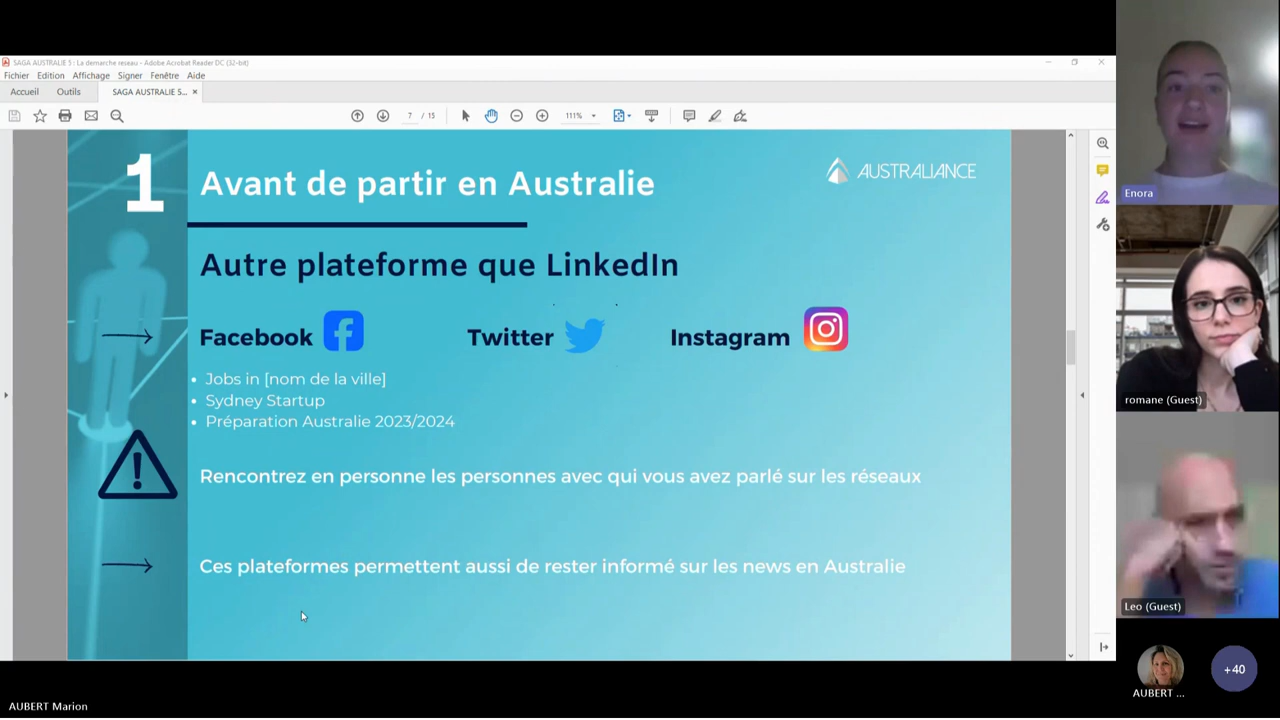 SAGA AUSTRALIE 5 : La demarche reseau - Adobe Acrobat Reader DC (32-bit)
Fichier Edition Affichage Signer Fenêtre Aide
Accueil Outils SAGA AUSTRALIE 5... ×
7 / 15 111%
1 Avant de partir en Australie
AUSTRALIANCE
Autre plateforme que LinkedIn
Facebook Twitter Instagram
• Jobs in [nom de la ville]
• Sydney Startup
• Préparation Australie 2023/2024
Rencontrez en personne les personnes avec qui vous avez parlé sur les réseaux
Ces plateformes permettent aussi de rester informé sur les news en Australie
Enora
romane (Guest)
Leo (Guest)
AUBERT ...
+40
AUBERT Marion